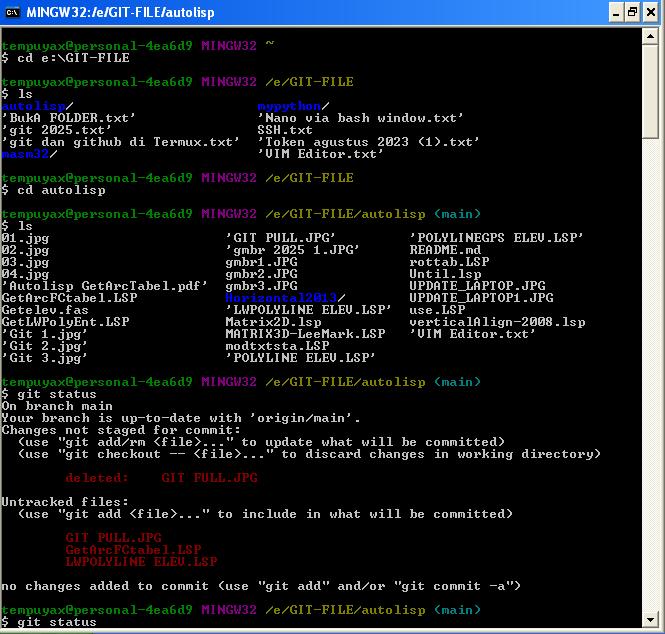 MINGW32:/e/GIT-FILE/autolisp
tempuyax@personal-4ea6d9 MINGW32 ~
$ cd e:\GIT-FILE
tempuyax@personal-4ea6d9 MINGW32 /e/GIT-FILE
$ ls
autolisp/ mypython/
'BukA FOLDER.txt' 'Nano via bash window.txt'
'git 2025.txt' SSH.txt
'git dan github di Termux.txt' 'Token agustus 2023 (1).txt'
masm32/ 'VIM Editor.txt'
tempuyax@personal-4ea6d9 MINGW32 /e/GIT-FILE
$ cd autolisp
tempuyax@personal-4ea6d9 MINGW32 /e/GIT-FILE/autolisp (main)
$ ls
01.jpg 'GIT PULL.JPG' 'POLYLINEGPS ELEV.LSP'
02.jpg 'gmbr 2025 1.JPG' README.md
03.jpg gmbr1.JPG rottab.LSP
04.jpg gmbr2.JPG Until.lsp
'Autolisp GetArcTabel.pdf' gmbr3.JPG UPDATE_LAPTOP.JPG
GetArcFCtabel.LSP Horisontal2013/ UPDATE_LAPTOP1.JPG
Getelev.fas 'LWPOLYLINE ELEV.LSP' use.LSP
GetLWPolyEnt.LSP Matrix2D.lsp verticalAlign-2008.lsp
'Git 1.jpg' MATRIX3D-LeeMark.LSP 'VIM Editor.txt'
'Git 2.jpg' modtxtsta.LSP
'Git 3.jpg' 'POLYLINE ELEV.LSP'
tempuyax@personal-4ea6d9 MINGW32 /e/GIT-FILE/autolisp (main)
$ git status
On branch main
Your branch is up-to-date with 'origin/main'.
Changes not staged for commit:
(use "git add/rm <file>..." to update what will be committed)
(use "git checkout -- <file>..." to discard changes in working directory)
deleted: GIT FULL.JPG
Untracked files:
(use "git add <file>..." to include in what will be committed)
GIT PULL.JPG
GetArcFCtabel.LSP
LWPOLYLINE ELEV.LSP
no changes added to commit (use "git add" and/or "git commit -a")
tempuyax@personal-4ea6d9 MINGW32 /e/GIT-FILE/autolisp (main)
$ git status